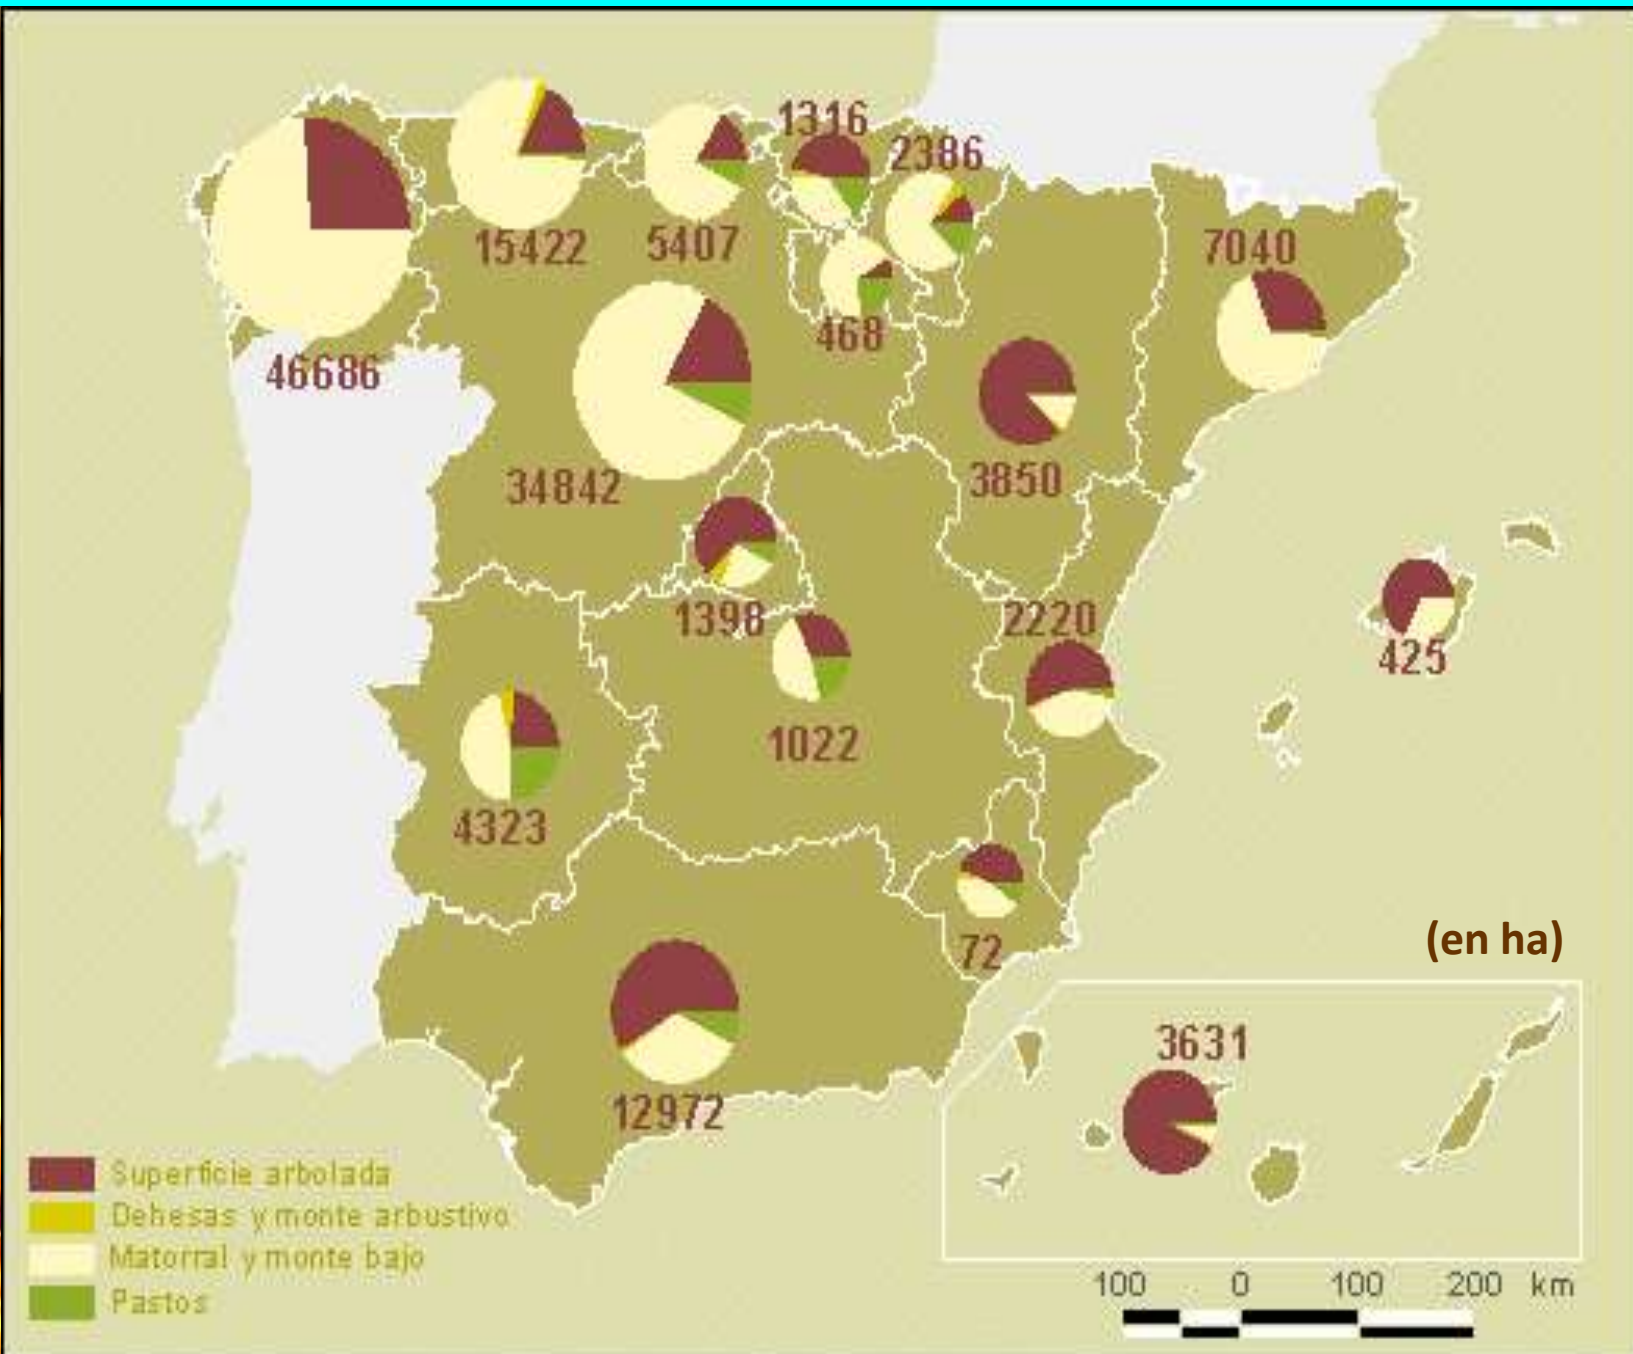 1316
2386
15422
5407
7040
468
46686
34842
3850
1398
2220
425
1022
4323
72
(en ha)
12972
3631
Superficie arbolada
Dehesas y monte arbustivo
Matorral y monte bajo
Pastos
100 0 100 200 km